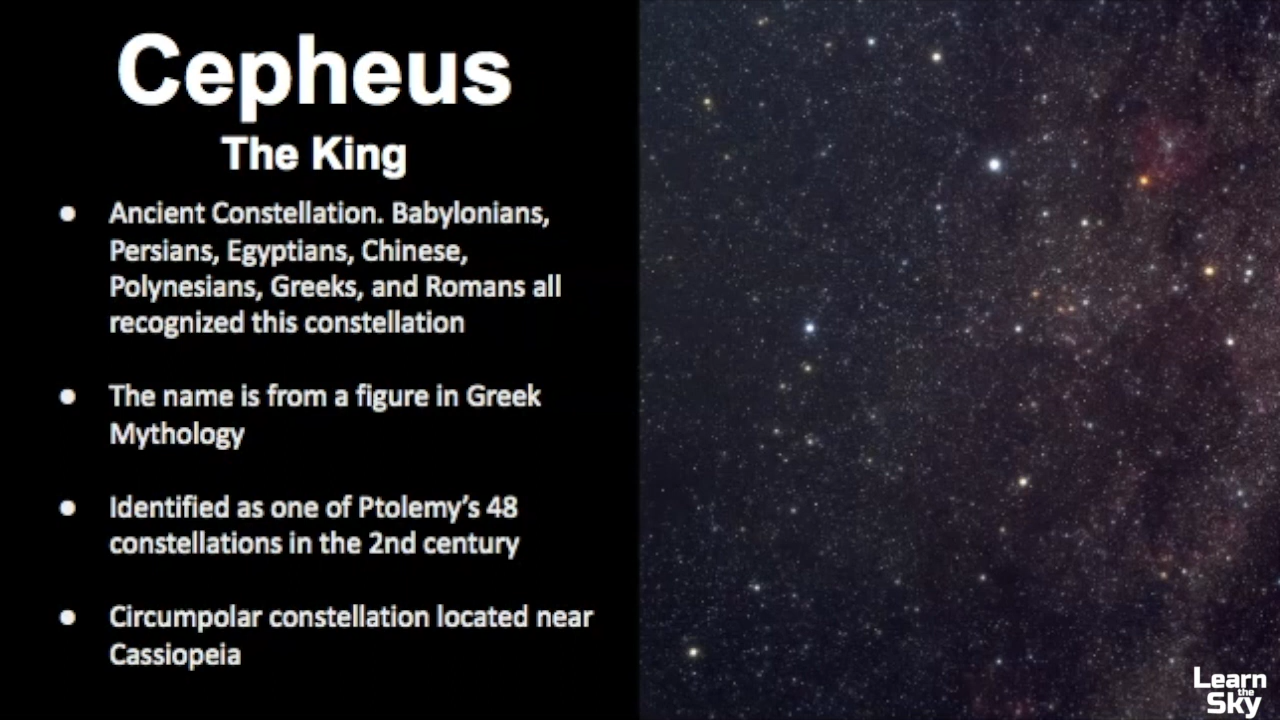 Cepheus
The King
● Ancient Constellation. Babylonians,
Persians, Egyptians, Chinese,
Polynesians, Greeks, and Romans all
recognized this constellation
● The name is from a figure in Greek
Mythology
● Identified as one of Ptolemy’s 48
constellations in the 2nd century
● Circumpolar constellation located near
Cassiopeia
Learn
the
Sky